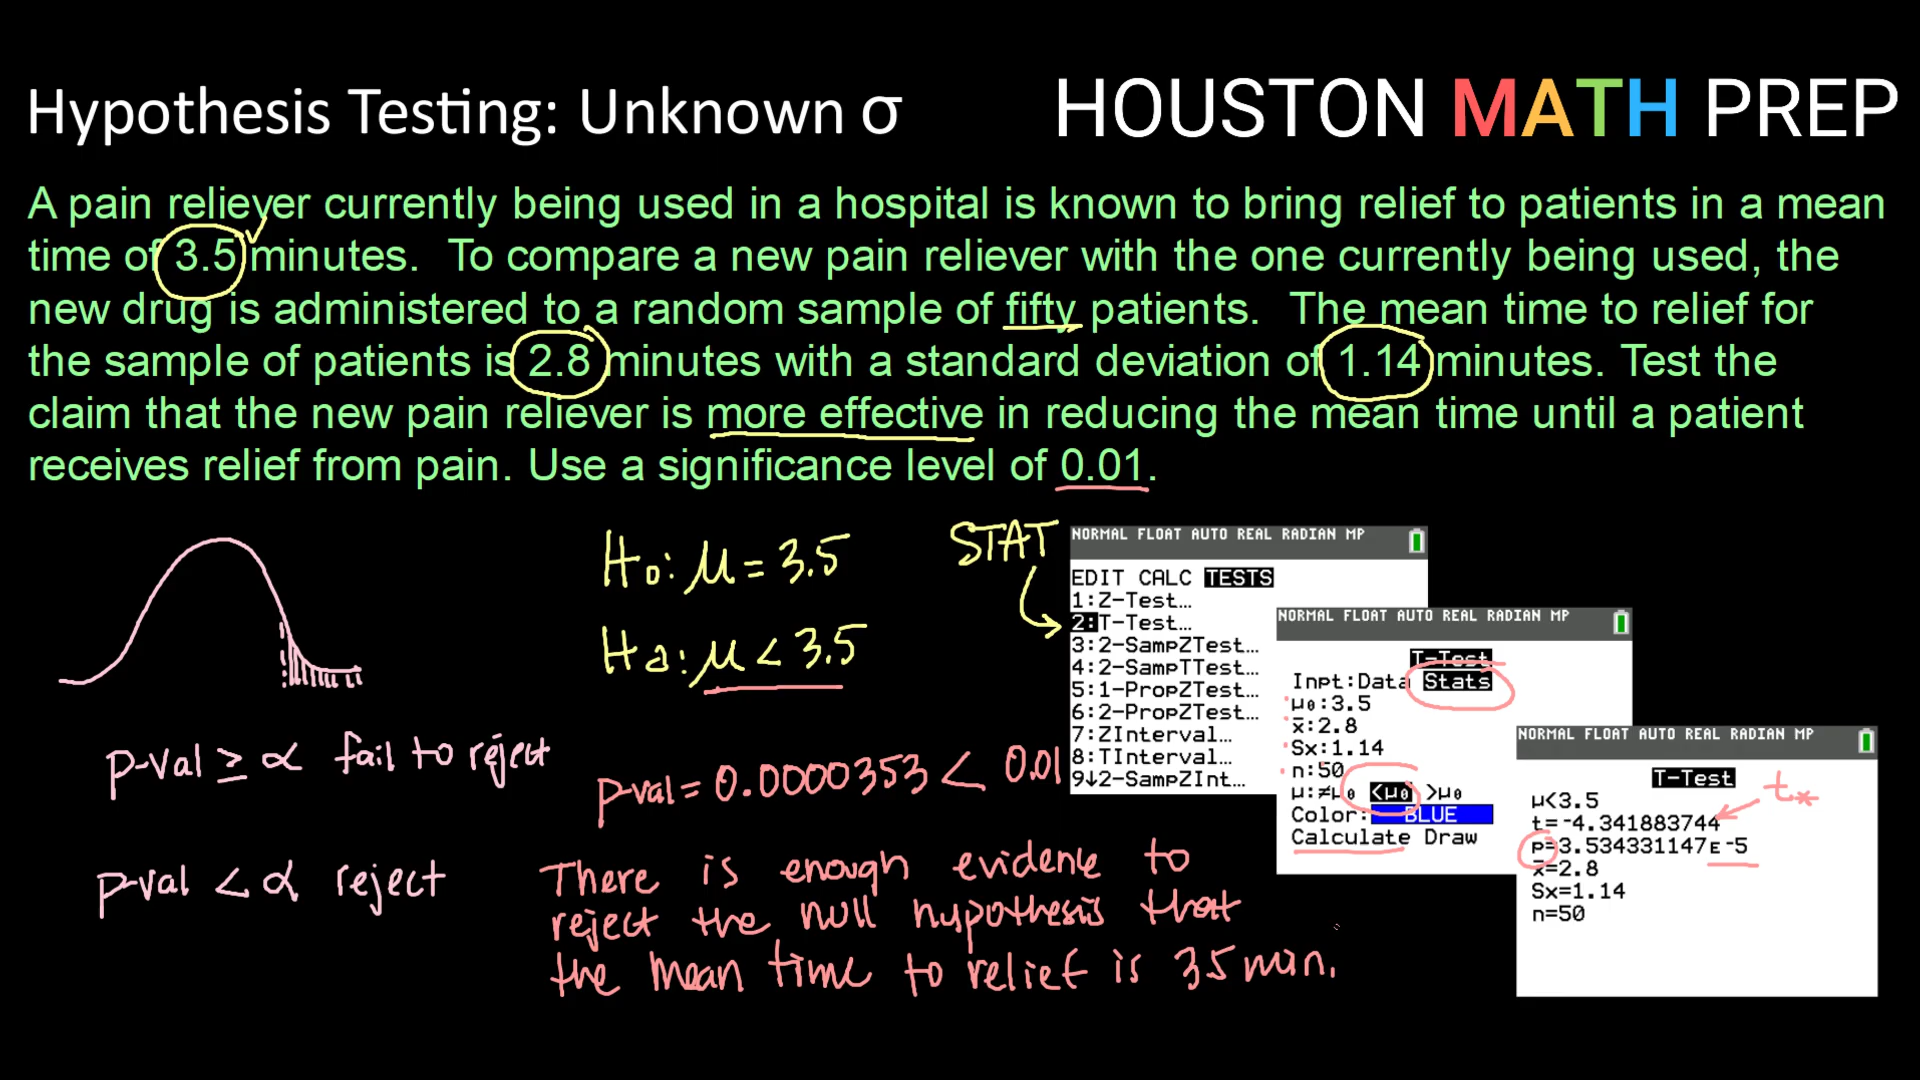 Hypothesis Testing: Unknown σ
HOUSTON MATH PREP
A pain reliever currently being used in a hospital is known to bring relief to patients in a mean
time of 3.5 minutes. To compare a new pain reliever with the one currently being used, the
new drug is administered to a random sample of fifty patients. The mean time to relief for
the sample of patients is 2.8 minutes with a standard deviation of 1.14 minutes. Test the
claim that the new pain reliever is more effective in reducing the mean time until a patient
receives relief from pain. Use a significance level of 0.01.
H₀: μ = 3.5
Hₐ: μ < 3.5
p-val ≥ α fail to reject
p-val < α reject
p-val = 0.0000353 < 0.01
There is enough evidence to
reject the null hypothesis that
the mean time to relief is 3.5 min.
STAT
NORMAL FLOAT AUTO REAL RADIAN MP
EDIT CALC TESTS
1:Z-Test…
2:T-Test…
3:2-SampZTest…
4:2-SampTTest…
5:1-PropZTest…
6:2-PropZTest…
7:ZInterval…
8:TInterval…
9↓2-SampZInt…
NORMAL FLOAT AUTO REAL RADIAN MP
T-Test
Inpt:Data Stats
μ₀:3.5
x̄:2.8
Sx:1.14
n:50
μ:≠μ₀ <μ₀ >μ₀
Color: BLUE
Calculate Draw
NORMAL FLOAT AUTO REAL RADIAN MP
T-Test
t*
μ<3.5
t=-4.341883744
p=3.534331147E-5
x̄=2.8
Sx=1.14
n=50